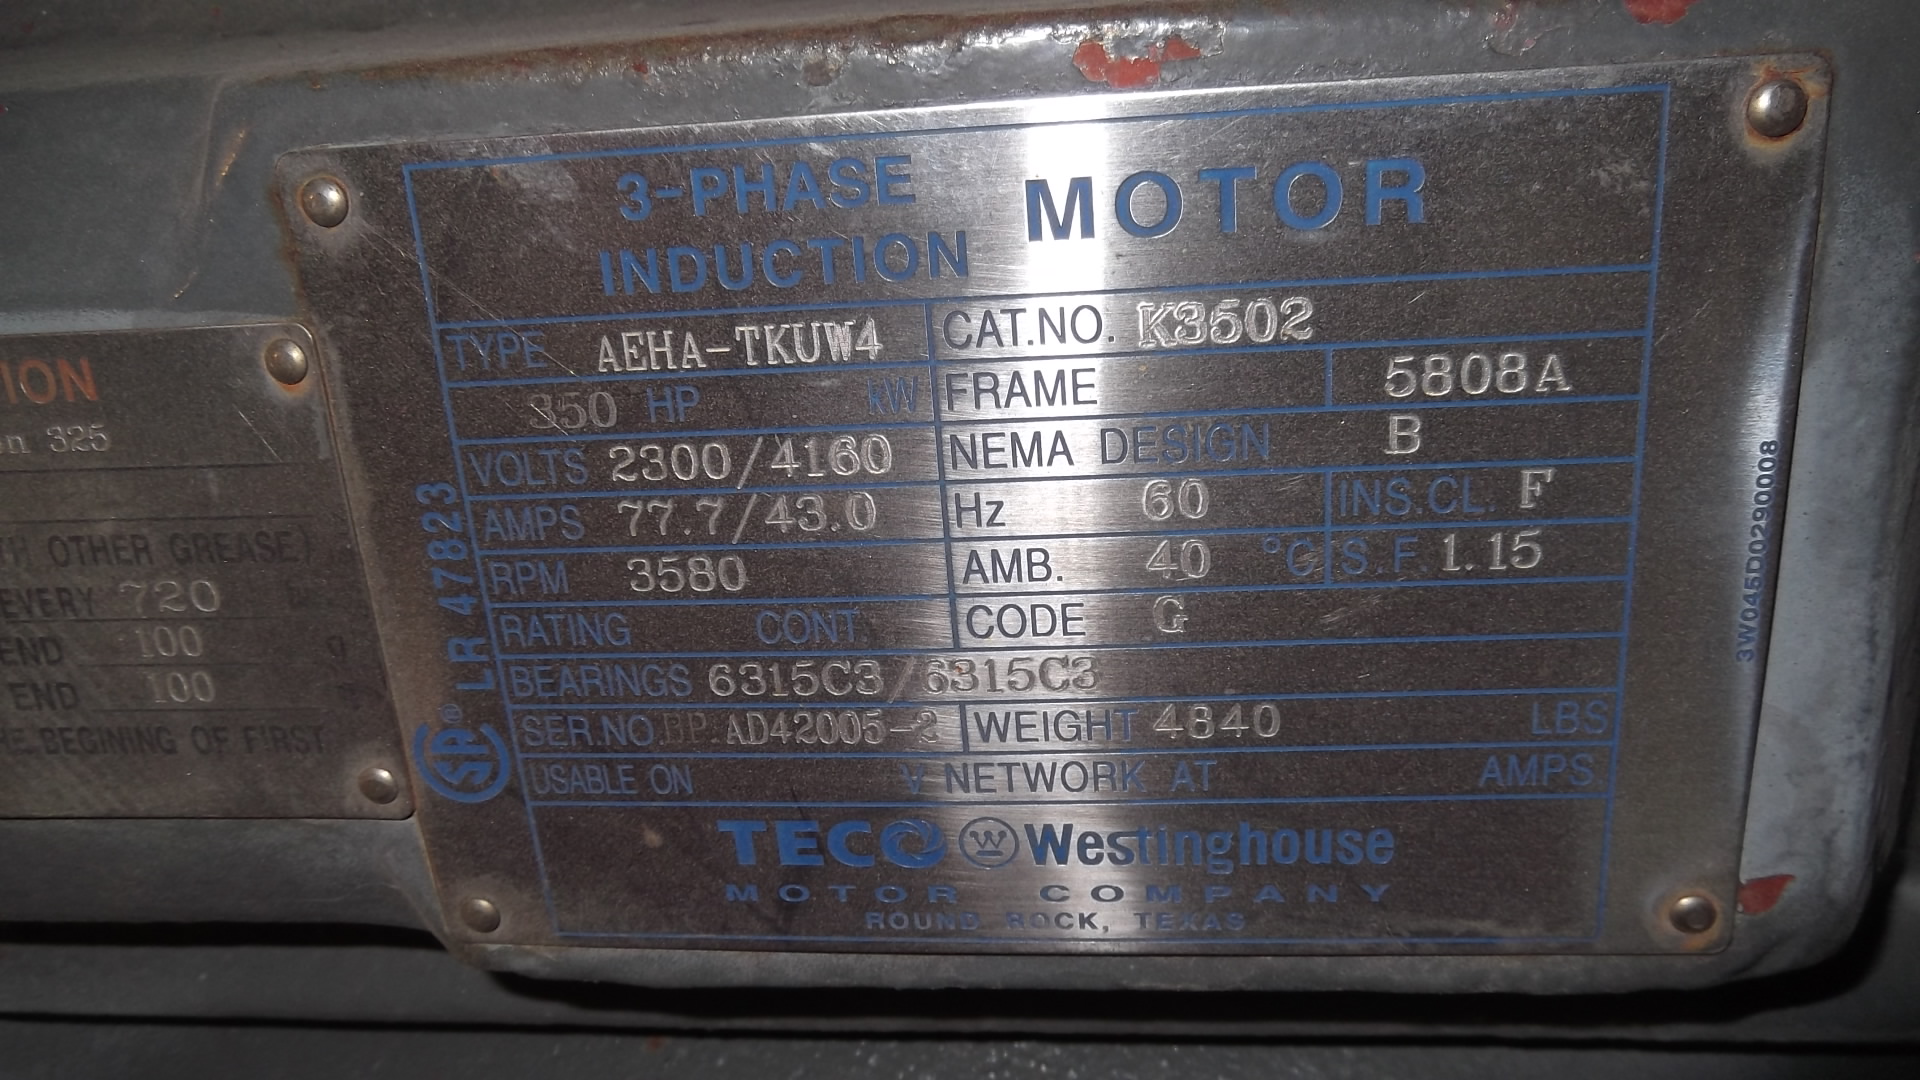 3-PHASE
INDUCTION MOTOR
TYPE AEHA-TKUW4 CAT.NO. K3502
350 HP kW FRAME 5808A
VOLTS 2300/4160 NEMA DESIGN B
AMPS 77.7/43.0 Hz 60 INS.CL. F
RPM 3580 AMB. 40 °C S.F. 1.15
RATING CONT. CODE G
BEARINGS 6315C3/6315C3
SER.NO. AD42005-2 WEIGHT 4840 LBS
USABLE ON V NETWORK AT AMPS
TECO W Westinghouse
MOTOR COMPANY
ROUND ROCK, TEXAS
LR 47823
SA®
3W045D0290008
ION
on 325
TH OTHER GREASE)
EVERY 720
END 100 g
END 100
RE BEGINING OF FIRST